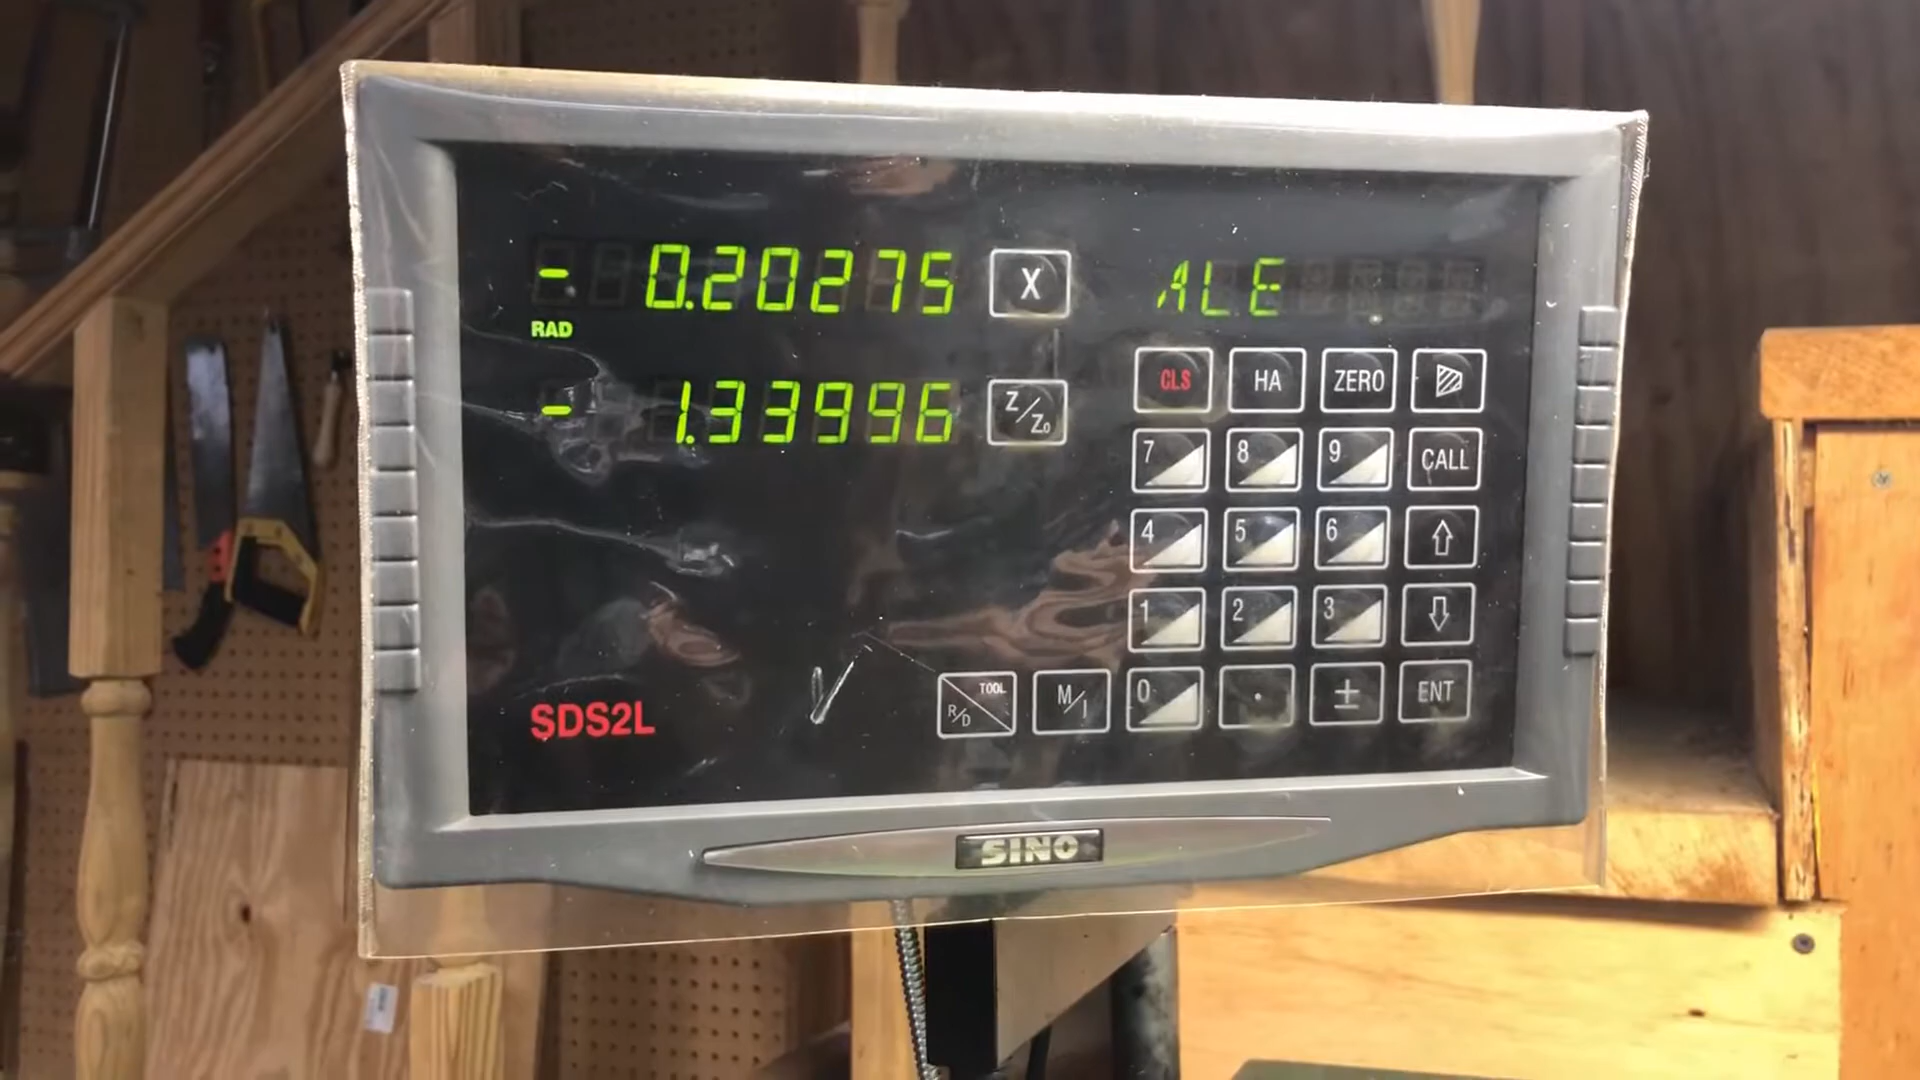 - 0.20275 X ALE
RAD
- 1.33996 Z/Z₀
CLS HA ZERO
7 8 9 CALL
4 5 6
1 2 3
TOOL R/D M/I 0 . ± ENT
SDS2L
SINO